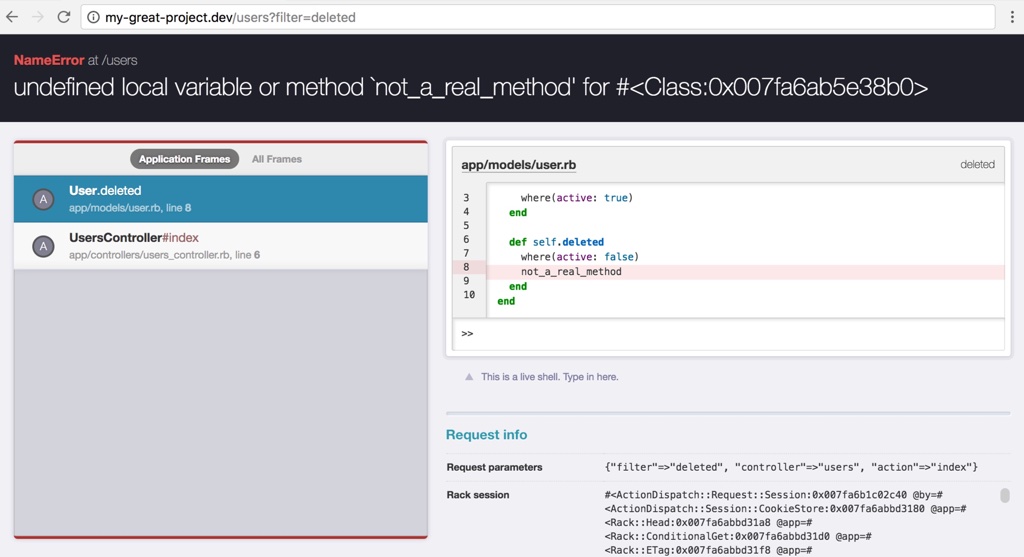 my-great-project.dev/users?filter=deleted
NameError at /users
undefined local variable or method `not_a_real_method' for #<Class:0x007fa6ab5e38b0>
Application Frames All Frames
A User.deleted
app/models/user.rb, line 8
A UsersController#index
app/controllers/users_controller.rb, line 6
app/models/user.rb deleted
3 where(active: true)
4 end
5
6 def self.deleted
7 where(active: false)
8 not_a_real_method
9 end
10 end
>>
This is a live shell. Type in here.
Request info
Request parameters {"filter"=>"deleted", "controller"=>"users", "action"=>"index"}
Rack session #<ActionDispatch::Request::Session:0x007fa6b1c02c40 @by=#
<ActionDispatch::Session::CookieStore:0x007fa6abbd3180 @app=#
<Rack::Head:0x007fa6abbd31a8 @app=#
<Rack::ConditionalGet:0x007fa6abbd31d0 @app=#
<Rack::ETag:0x007fa6abbd31f8 @app=#